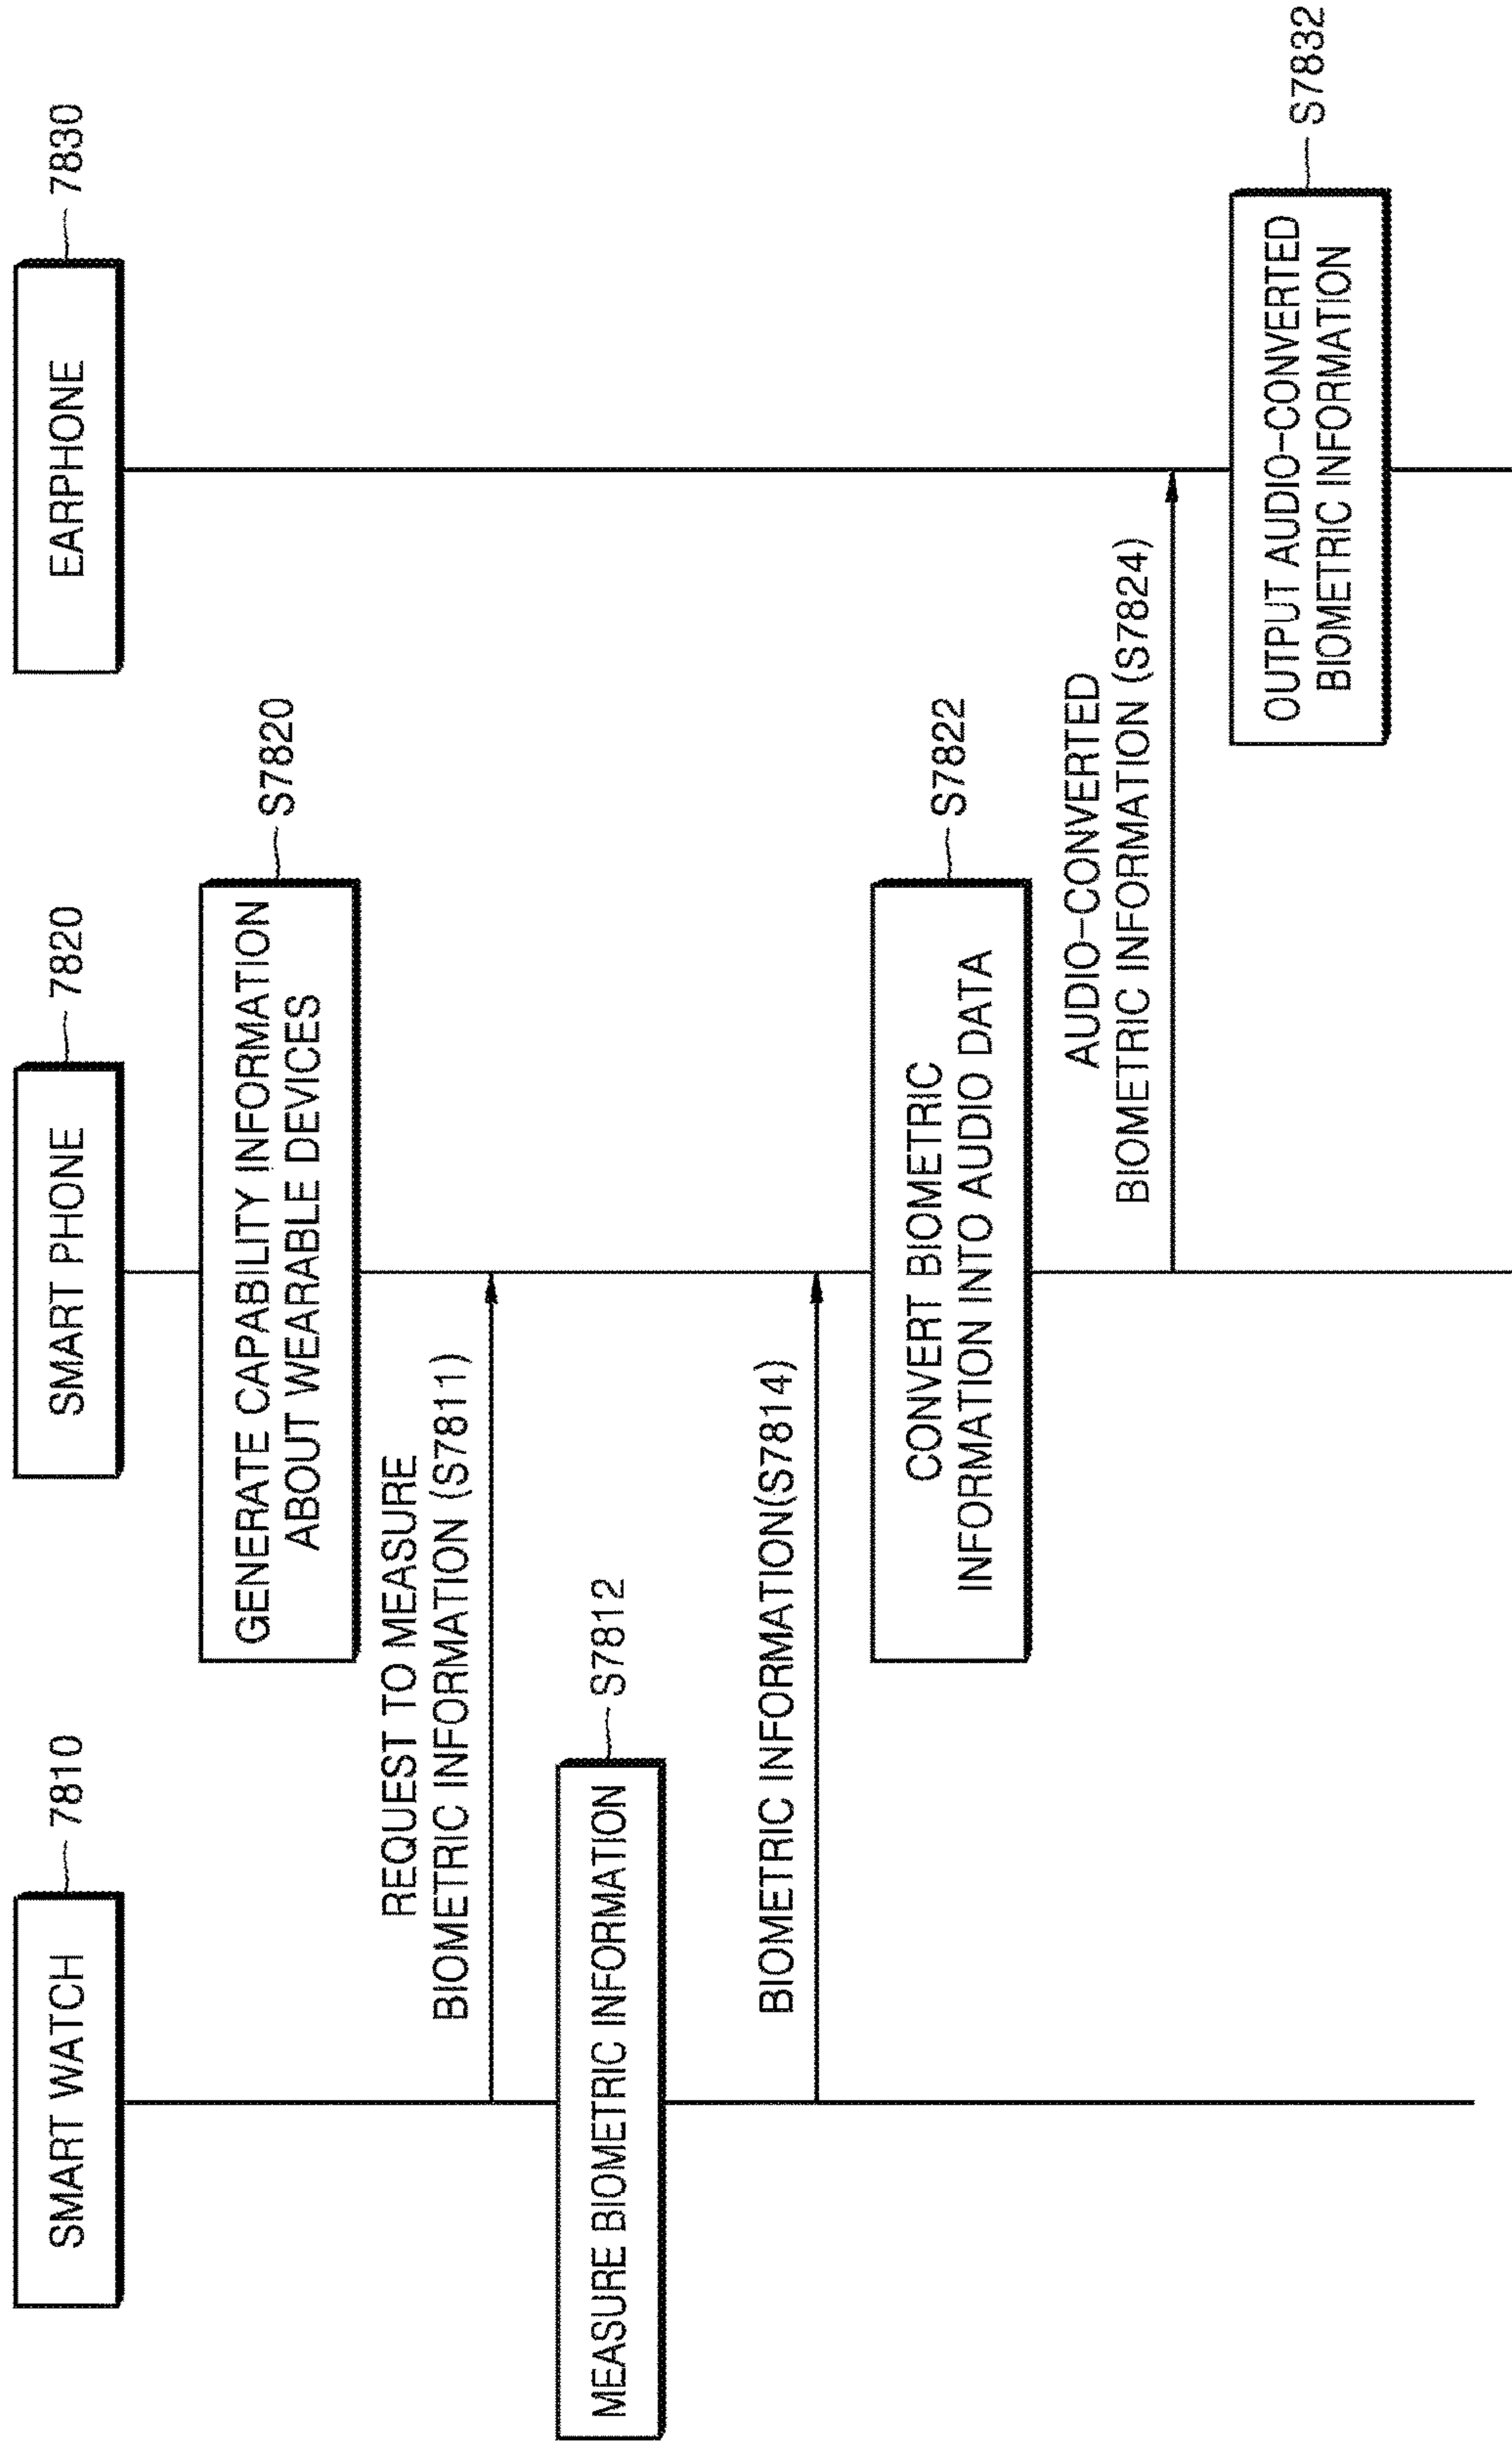 SMART WATCH
7810
SMART PHONE
7820
EARPHONE
7830
GENERATE CAPABILITY INFORMATION
ABOUT WEARABLE DEVICES
S7820
REQUEST TO MEASURE
BIOMETRIC INFORMATION (S7811)
MEASURE BIOMETRIC INFORMATION
S7812
BIOMETRIC INFORMATION(S7814)
CONVERT BIOMETRIC
INFORMATION INTO AUDIO DATA
S7822
AUDIO-CONVERTED
BIOMETRIC INFORMATION (S7824)
OUTPUT AUDIO-CONVERTED
BIOMETRIC INFORMATION
S7832